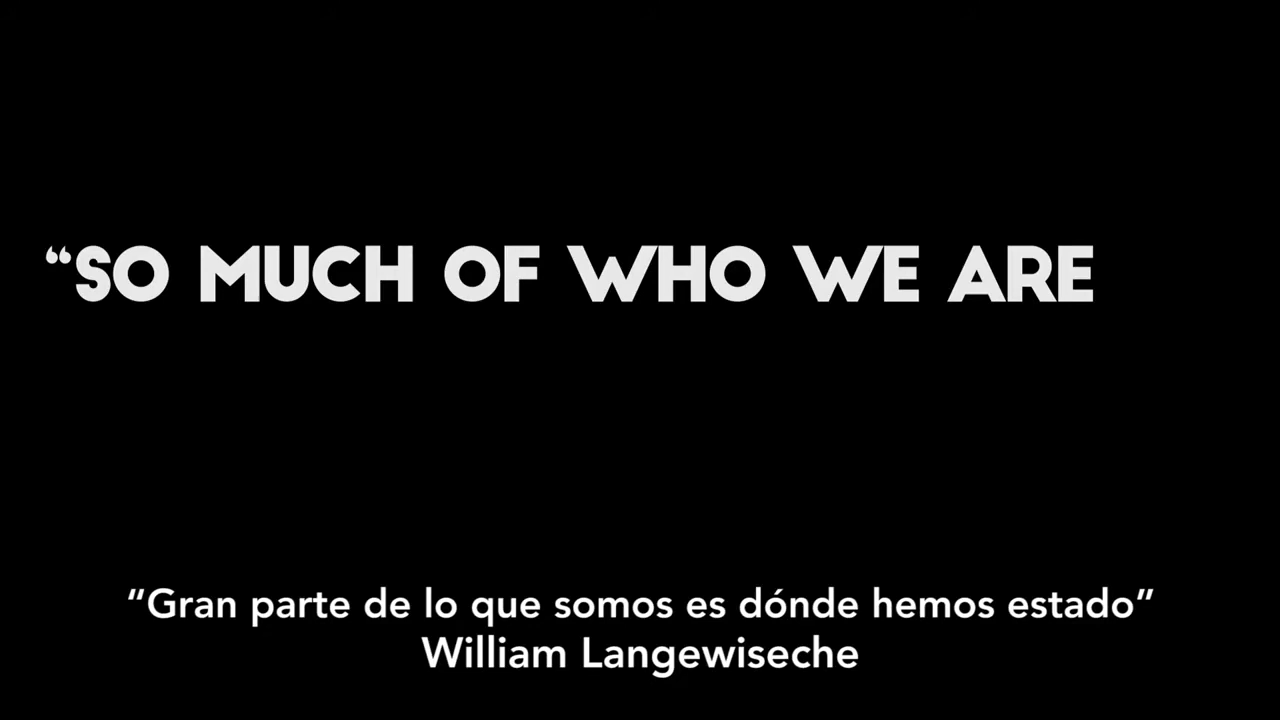 “SO MUCH OF WHO WE ARE
“Gran parte de lo que somos es dónde hemos estado”
William Langewiseche